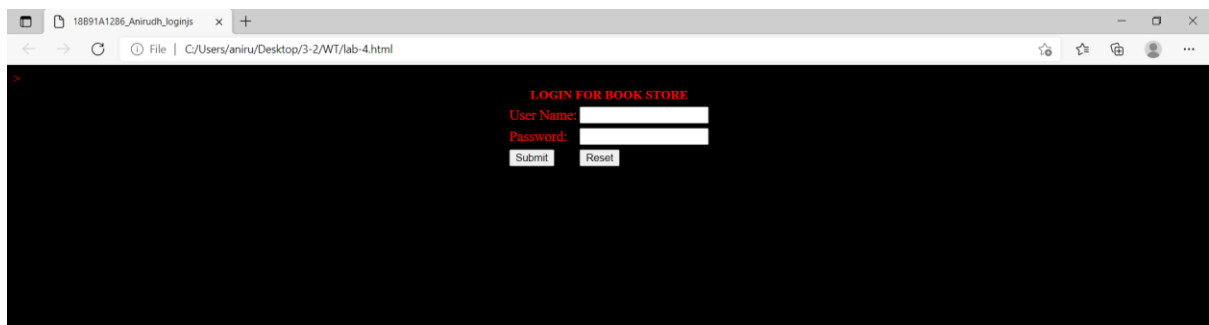 18B91A1286_Anirudh_loginjs
File | C:/Users/aniru/Desktop/3-2/WT/lab-4.html
>
LOGIN FOR BOOK STORE
User Name:
Password:
Submit Reset